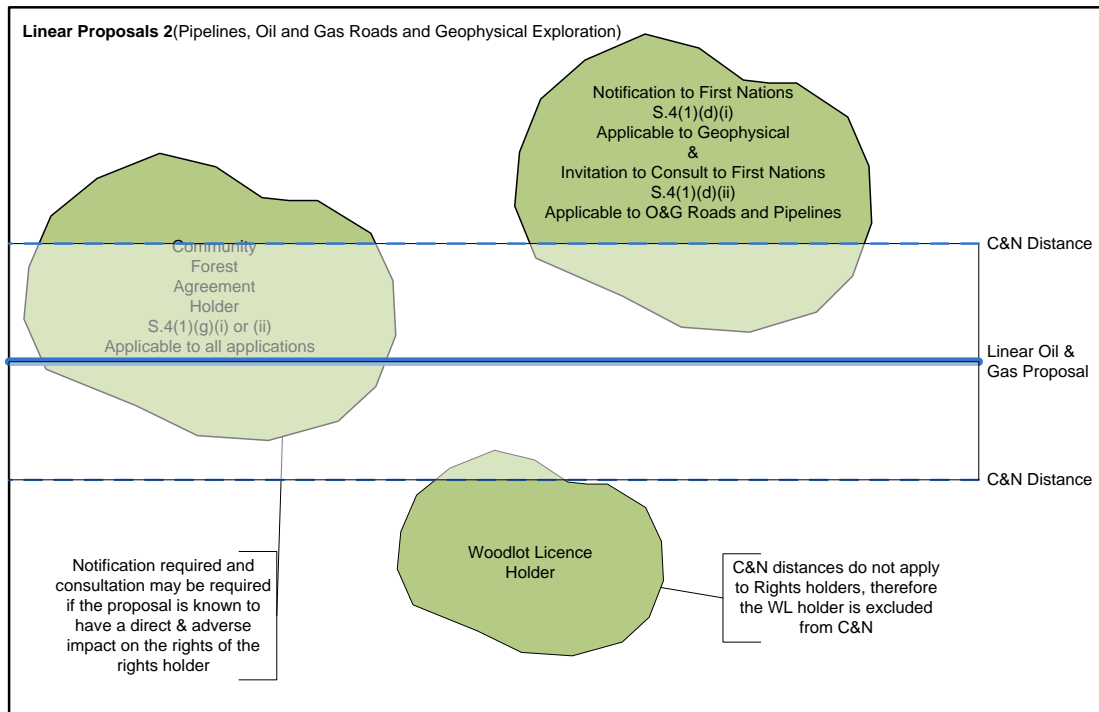 Linear Proposals 2(Pipelines, Oil and Gas Roads and Geophysical Exploration)
Notification to First Nations
S.4(1)(d)(i)
Applicable to Geophysical
&
Invitation to Consult to First Nations
S.4(1)(d)(ii)
Applicable to O&G Roads and Pipelines
C&N Distance
Community
Forest
Agreement
Holder
S.4(1)(g)(i) or (ii)
Applicable to all applications
Linear Oil &
Gas Proposal
C&N Distance
Woodlot Licence
Holder
Notification required and
consultation may be required
if the proposal is known to
have a direct & adverse
impact on the rights of the
rights holder
C&N distances do not apply
to Rights holders, therefore
the WL holder is excluded
from C&N